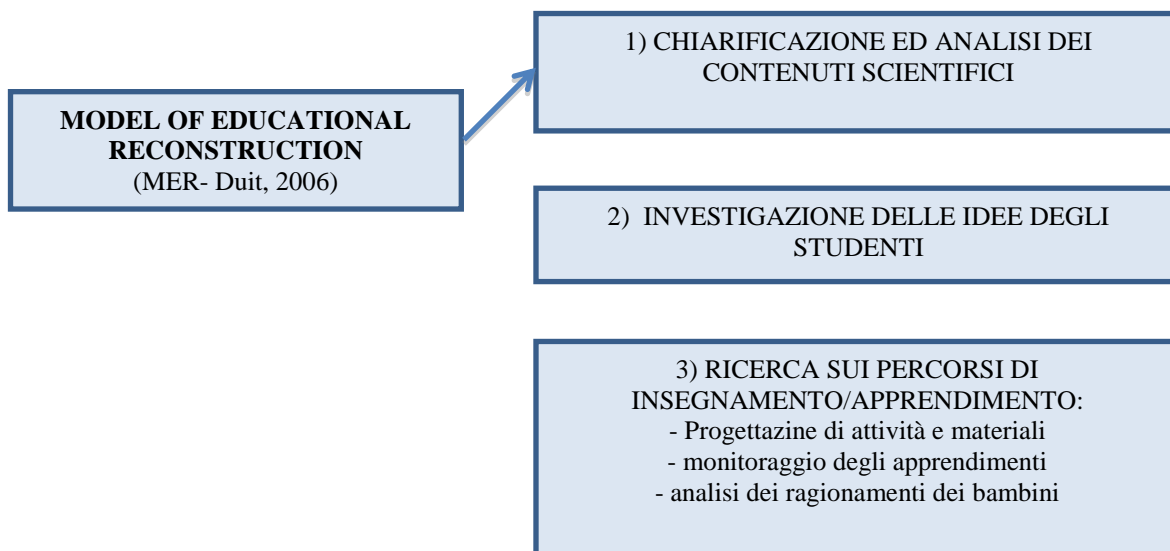 MODEL OF EDUCATIONAL
RECONSTRUCTION
(MER- Duit, 2006)
1) CHIARIFICAZIONE ED ANALISI DEI
CONTENUTI SCIENTIFICI
2) INVESTIGAZIONE DELLE IDEE DEGLI
STUDENTI
3) RICERCA SUI PERCORSI DI
INSEGNAMENTO/APPRENDIMENTO:
- Progettazine di attività e materiali
- monitoraggio degli apprendimenti
- analisi dei ragionamenti dei bambini